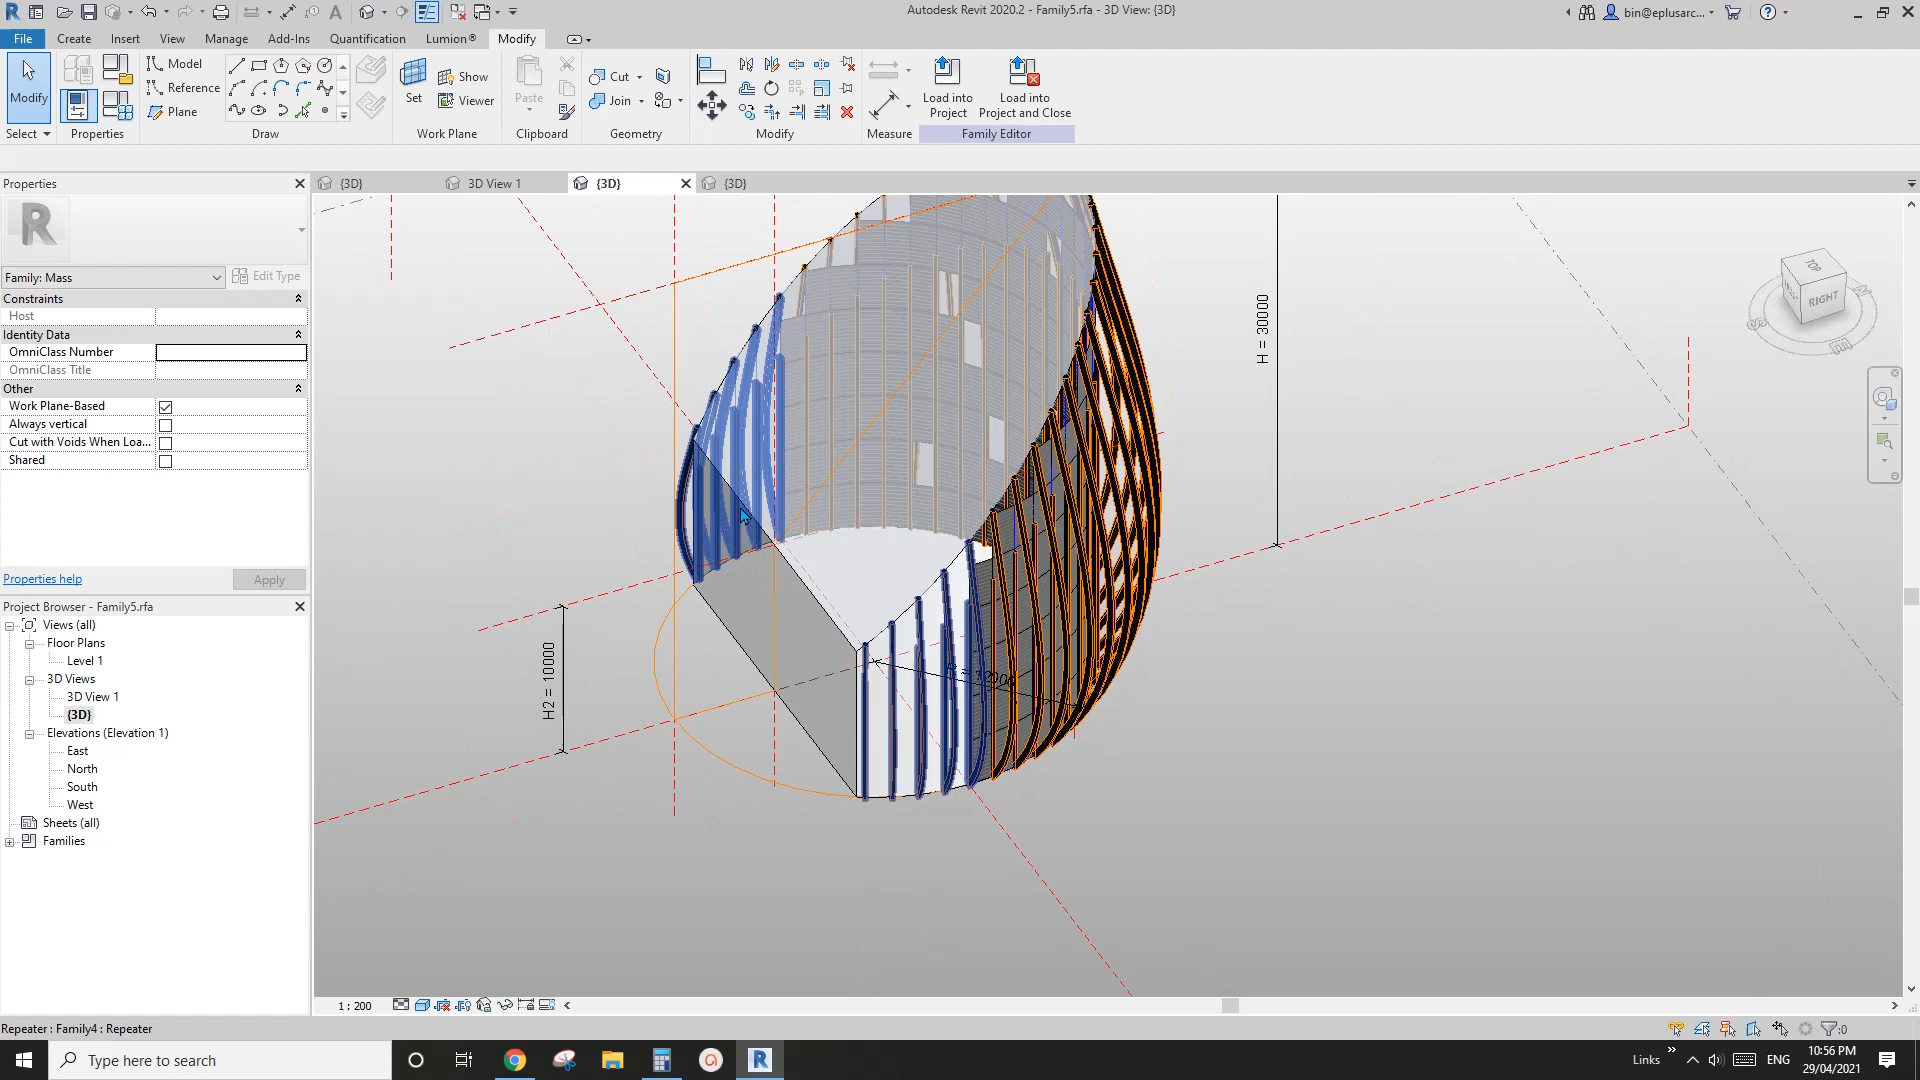 Autodesk Revit 2020.2 - Family5.rfa - 3D View: {3D}
bin@eplusarc...
File Create Insert View Manage Add-Ins Quantification Lumion® Modify
Modify
Select
Properties
Model
Reference
Plane
Draw
Set
Show
Viewer
Work Plane
Paste
Clipboard
Cut
Join
Geometry
Modify
Measure
Load into
Project
Load into
Project and Close
Family Editor
Properties
{3D}
3D View 1
{3D}
{3D}
Family: Mass
Edit Type
Constraints
Host
Identity Data
OmniClass Number
OmniClass Title
Other
Work Plane-Based
Always vertical
Cut with Voids When Loa...
Shared
Properties help
Apply
Project Browser - Family5.rfa
Views (all)
Floor Plans
Level 1
3D Views
3D View 1
{3D}
Elevations (Elevation 1)
East
North
South
West
Sheets (all)
Families
H = 30000
H2 = 10000
TOP
RIGHT
S
E
1 : 200
Repeater : Family4 : Repeater
:0
Type here to search
Links
ENG
10:56 PM
29/04/2021